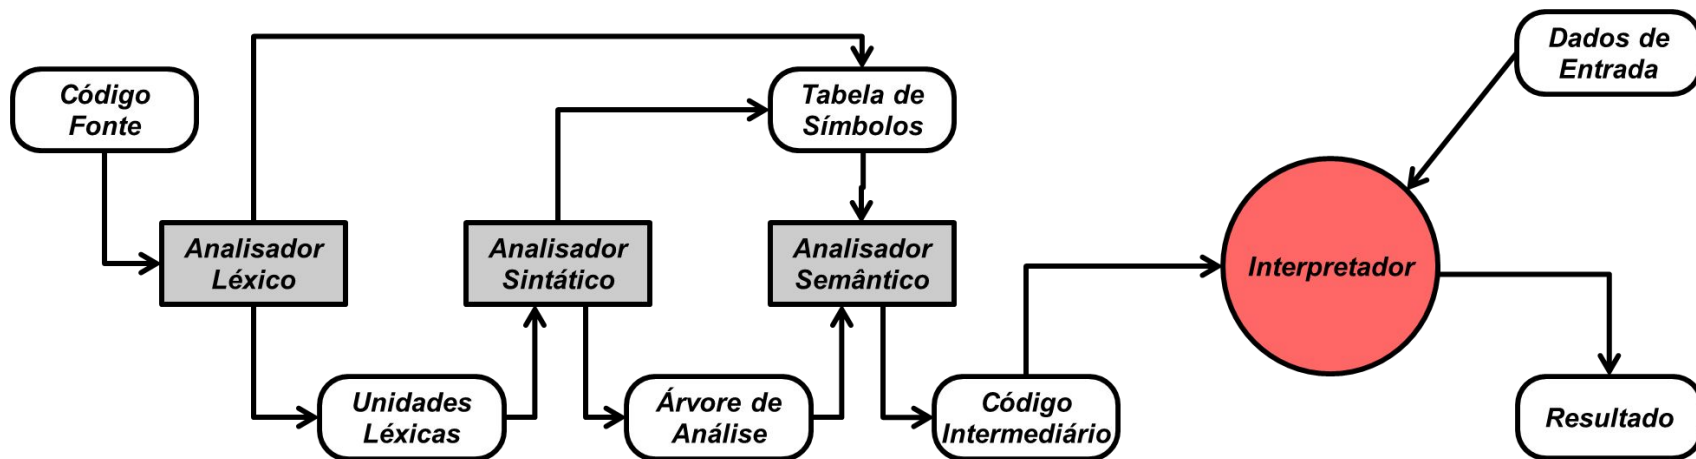 Código
Fonte
Tabela de
Símbolos
Dados de
Entrada
Analisador
Léxico
Analisador
Sintático
Analisador
Semântico
Interpretador
Unidades
Léxicas
Árvore de
Análise
Código
Intermediário
Resultado